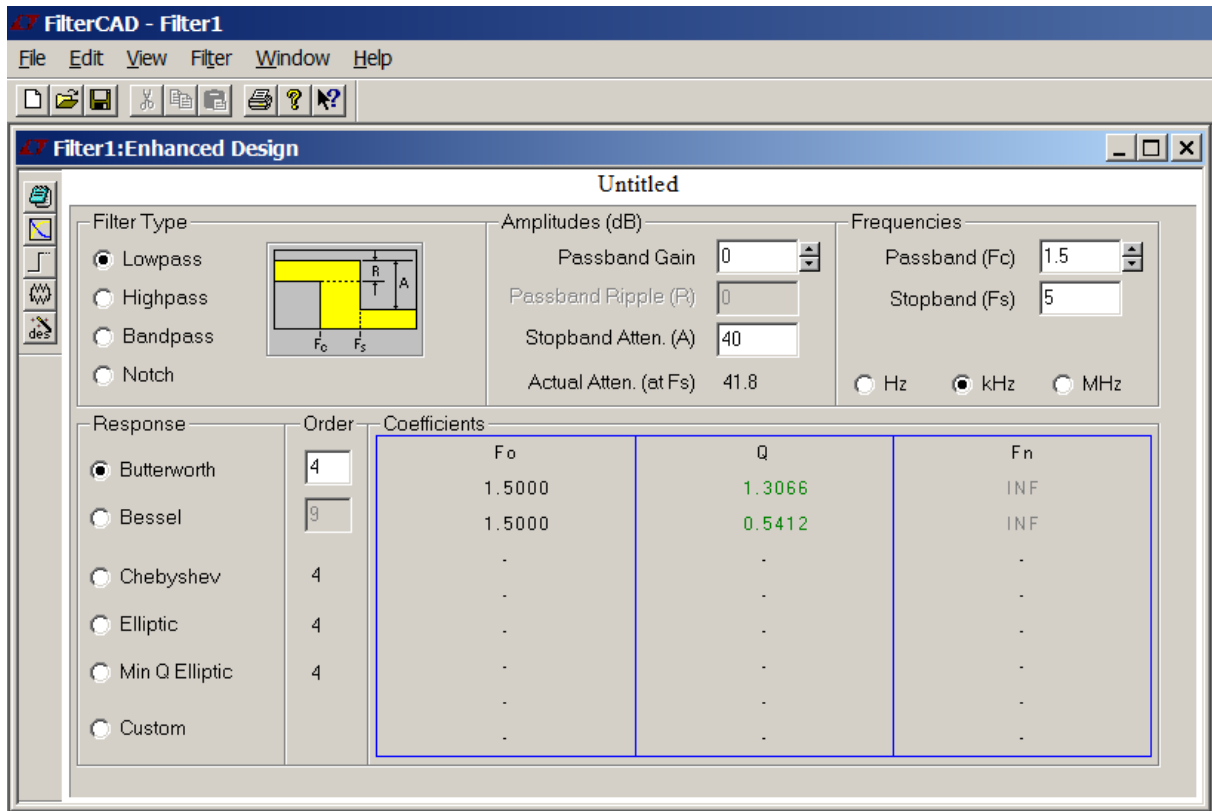 FilterCAD - Filter1
File Edit View Filter Window Help
Filter1:Enhanced Design
Untitled
des
Filter Type
Lowpass
Highpass
Bandpass
Notch
R
A
Fc Fs
Amplitudes (dB)
Passband Gain 0
Passband Ripple (R) 0
Stopband Atten. (A) 40
Actual Atten. (at Fs) 41.8
Frequencies
Passband (Fc) 1.5
Stopband (Fs) 5
Hz kHz MHz
Response Order
Butterworth 4
Bessel 9
Chebyshev 4
Elliptic 4
Min Q Elliptic 4
Custom
Coefficients
Fo Q Fn
1.5000 1.3066 INF
1.5000 0.5412 INF
- - -
- - -
- - -
- - -
- - -
- - -